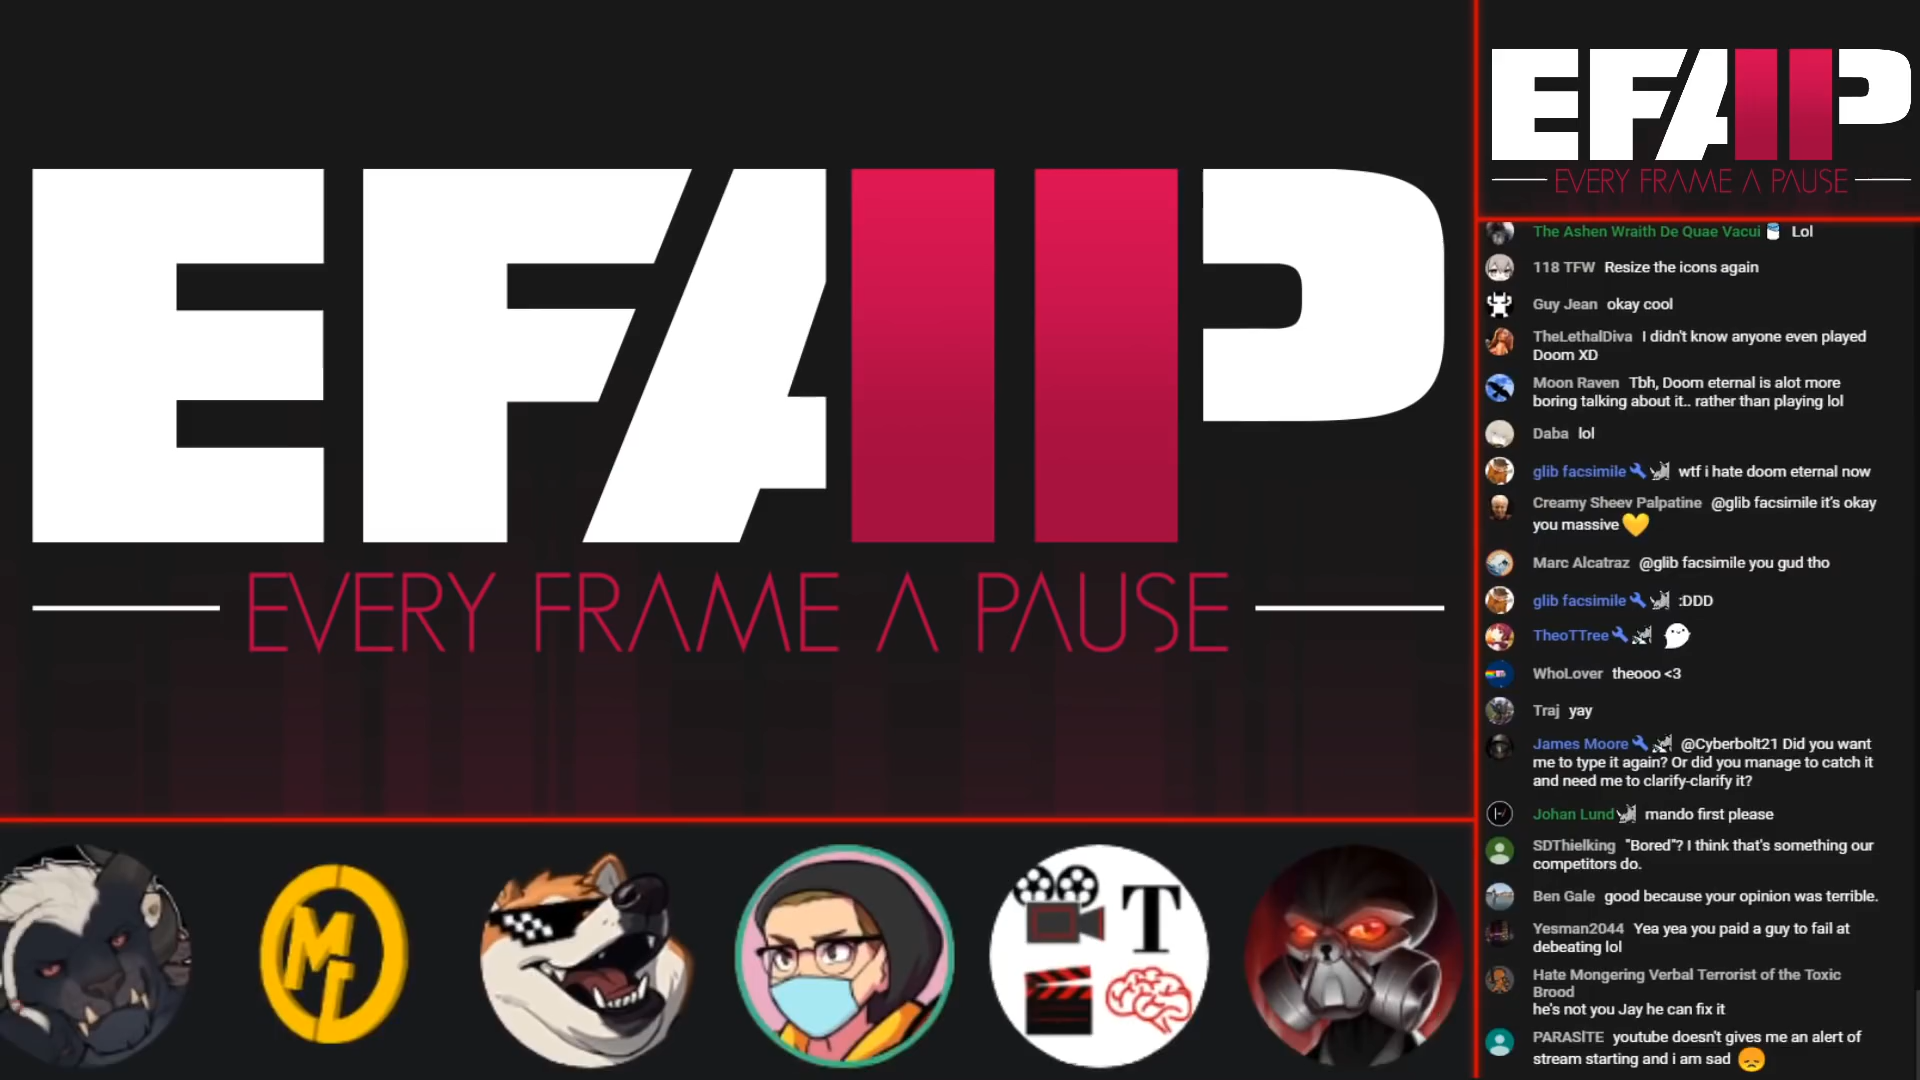 EFAP
EVERY FRAME A PAUSE
EFAP
EVERY FRAME A PAUSE
The Ashen Wraith De Quae Vacui Lol
118 TFW Resize the icons again
Guy Jean okay cool
TheLethalDiva I didn't know anyone even played
Doom XD
Moon Raven Tbh, Doom eternal is alot more
boring talking about it.. rather than playing lol
Daba lol
glib facsimile wtf i hate doom eternal now
Creamy Sheev Palpatine @glib facsimile it's okay
you massive 💛
Marc Alcatraz @glib facsimile you gud tho
glib facsimile :DDD
TheoTTree
WhoLover theooo <3
Traj yay
James Moore @Cyberbolt21 Did you want
me to type it again? Or did you manage to catch it
and need me to clarify-clarify it?
Johan Lund mando first please
SDThielking "Bored"? I think that's something our
competitors do.
Ben Gale good because your opinion was terrible.
Yesman2044 Yea yea you paid a guy to fail at
debeating lol
Hate Mongering Verbal Terrorist of the Toxic
Brood
he's not you Jay he can fix it
PARASÌTE youtube doesn't gives me an alert of
stream starting and i am sad 😞
T